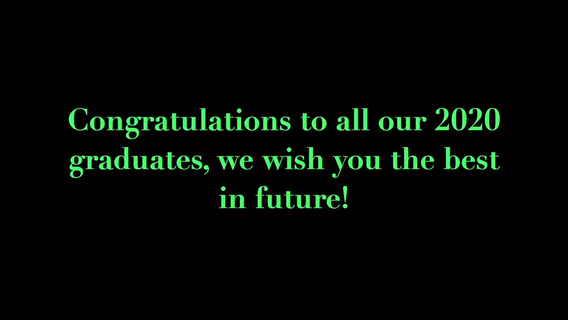 Congratulations to all our 2020
graduates, we wish you the best
in future!